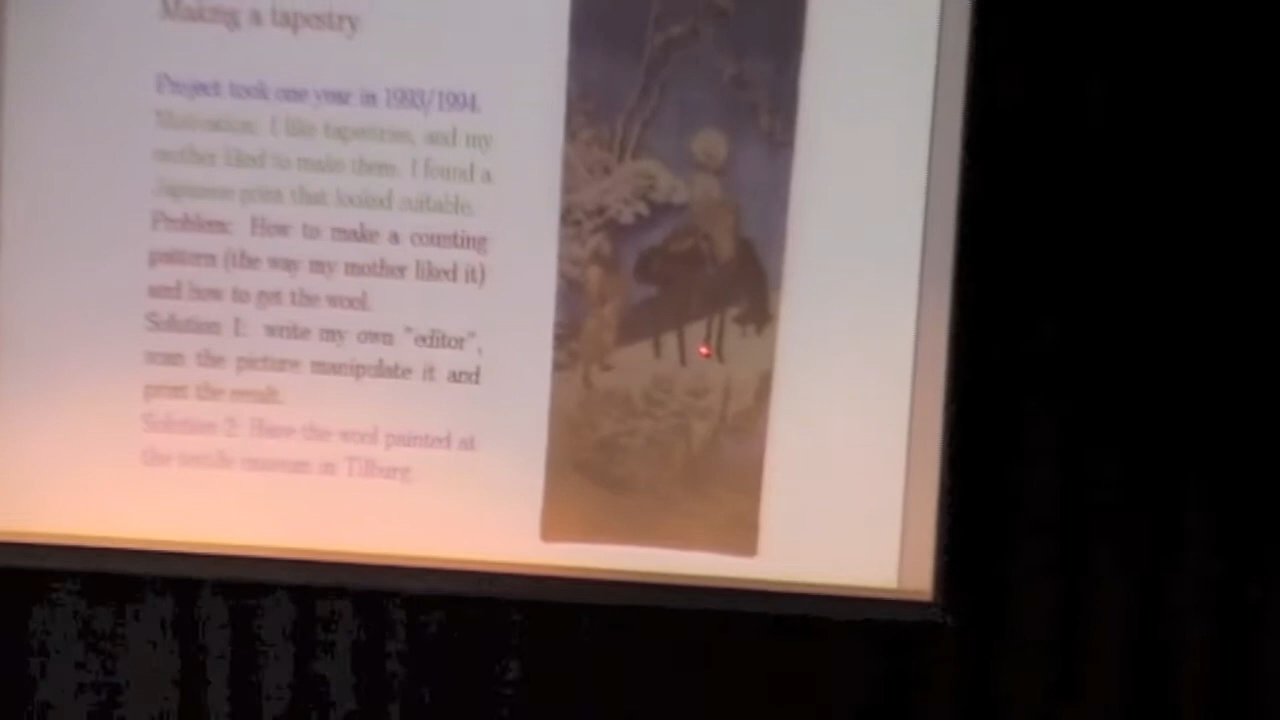 Making a tapestry
Project took one year in 1993/1994.
Motivation: I like tapestries, and my
mother liked to make them. I found a
Japanese print that looked suitable.
Problem: How to make a counting
pattern (the way my mother liked it)
and how to get the wool.
Solution 1: write my own "editor",
scan the picture manipulate it and
print the result.
Solution 2: Have the wool painted at
the textile museum in Tilburg.